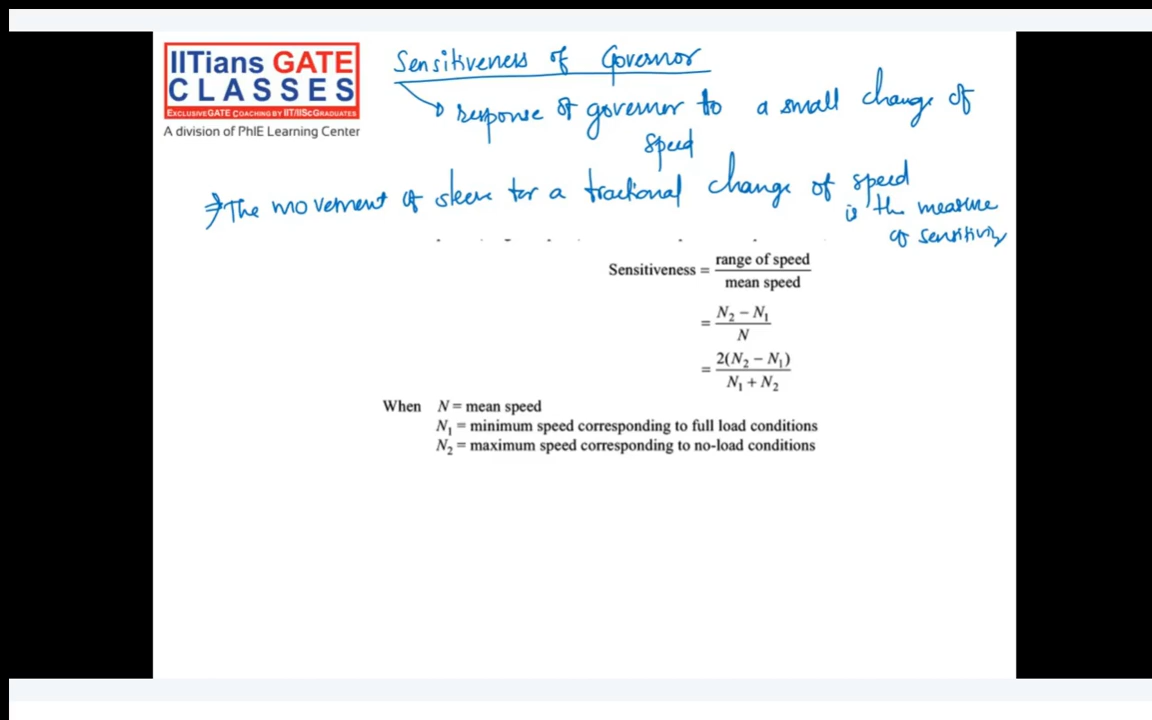 IITians GATE
CLASSES
EXCLUSIVE GATE COACHING BY IIT/IISC GRADUATES
A division of PhIE Learning Center
Sensitiveness of Governor
response of governor to a small change of
speed
The movement of sleeve for a fractional change of speed
is the measure
of sensitivity
Sensitiveness = range of speed / mean speed
= N₂ − N₁ / N
= 2(N₂ − N₁) / N₁ + N₂
When N = mean speed
N₁ = minimum speed corresponding to full load conditions
N₂ = maximum speed corresponding to no-load conditions